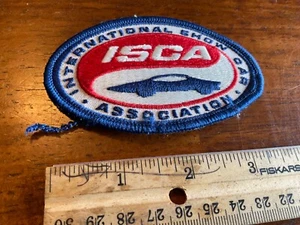 INTERNATIONAL SHOW CAR
ISCA
ASSOCIATION
1 2 3 FISKARS
30 29 28 27 26 25 24 23 22